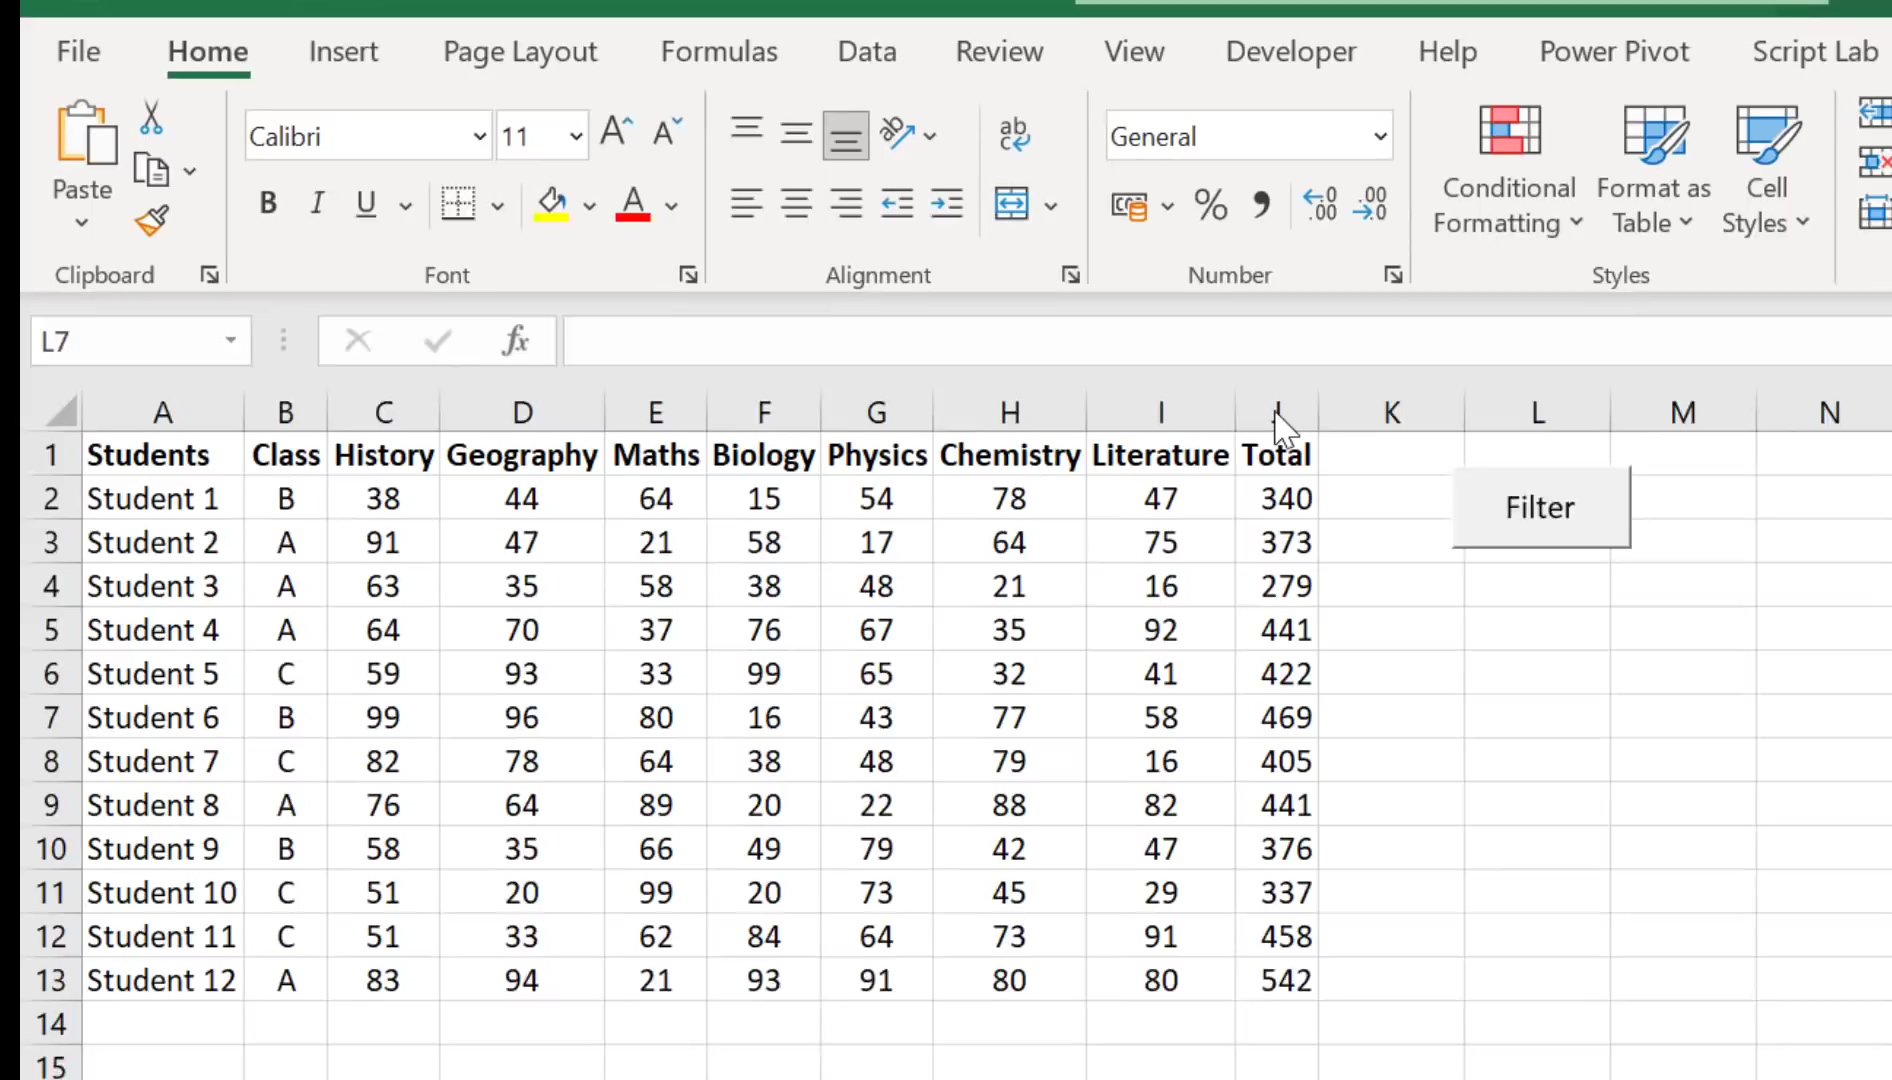 File Home Insert Page Layout Formulas Data Review View Developer Help Power Pivot Script Lab
Calibri 11 A A ab General
Paste B I U A ab c % , .00 .0 .00 .0 Conditional Formatting Format as Table Cell Styles
Clipboard Font Alignment Number Styles
L7 fx
A B C D E F G H I J K L M N
1 Students Class History Geography Maths Biology Physics Chemistry Literature Total
2 Student 1 B 38 44 64 15 54 78 47 340 Filter
3 Student 2 A 91 47 21 58 17 64 75 373
4 Student 3 A 63 35 58 38 48 21 16 279
5 Student 4 A 64 70 37 76 67 35 92 441
6 Student 5 C 59 93 33 99 65 32 41 422
7 Student 6 B 99 96 80 16 43 77 58 469
8 Student 7 C 82 78 64 38 48 79 16 405
9 Student 8 A 76 64 89 20 22 88 82 441
10 Student 9 B 58 35 66 49 79 42 47 376
11 Student 10 C 51 20 99 20 73 45 29 337
12 Student 11 C 51 33 62 84 64 73 91 458
13 Student 12 A 83 94 21 93 91 80 80 542
14
15